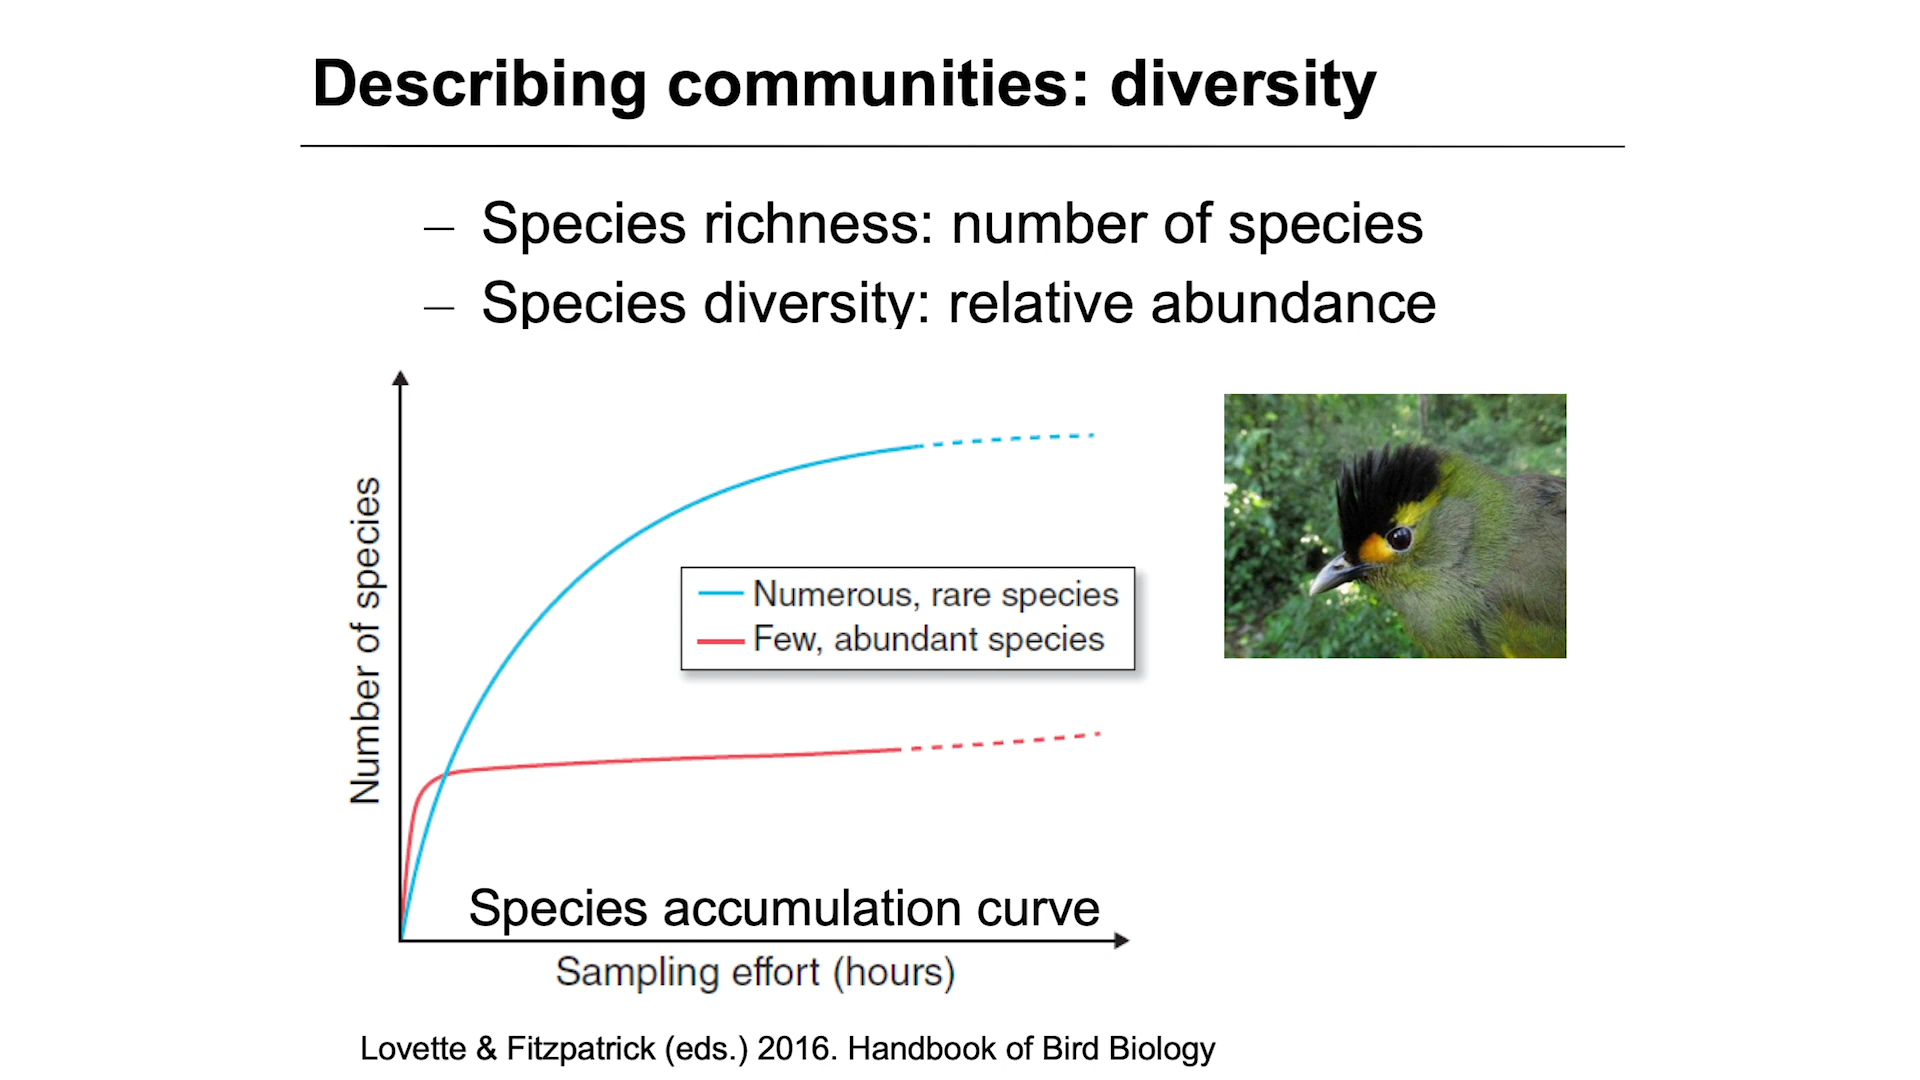 Describing communities: diversity
– Species richness: number of species
– Species diversity: relative abundance
Number of species
Numerous, rare species
Few, abundant species
Species accumulation curve
Sampling effort (hours)
Lovette & Fitzpatrick (eds.) 2016. Handbook of Bird Biology